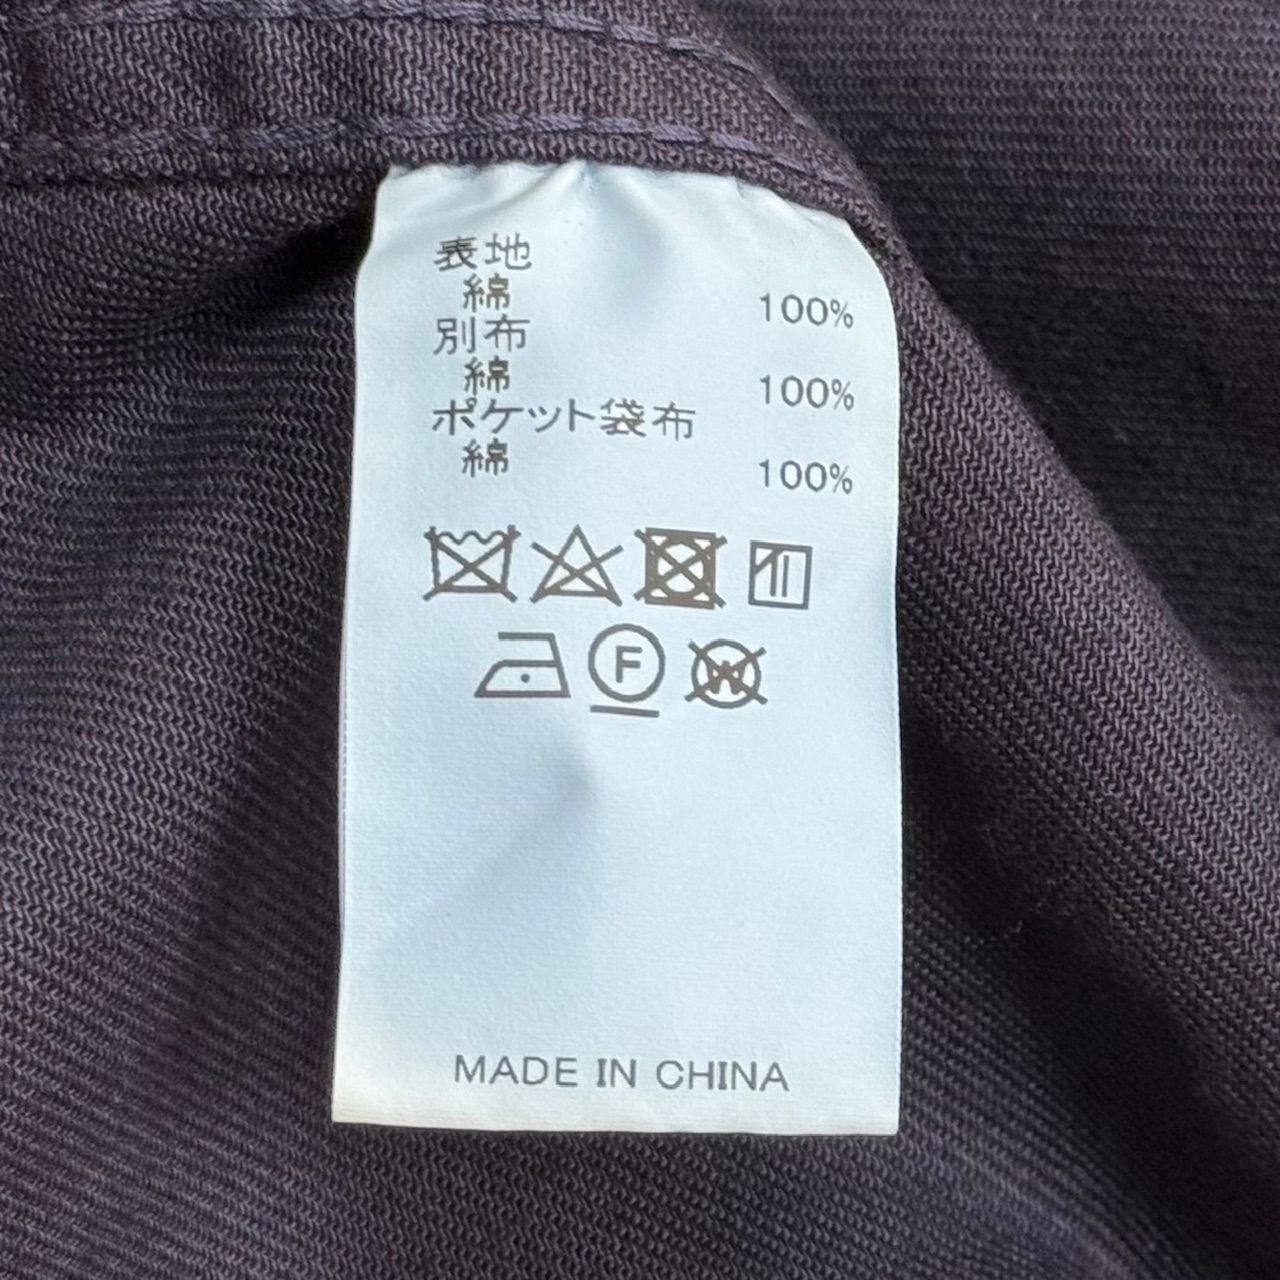 表地
綿 100%
別布
綿 100%
ポケット袋布
綿 100%
F
W
MADE IN CHINA